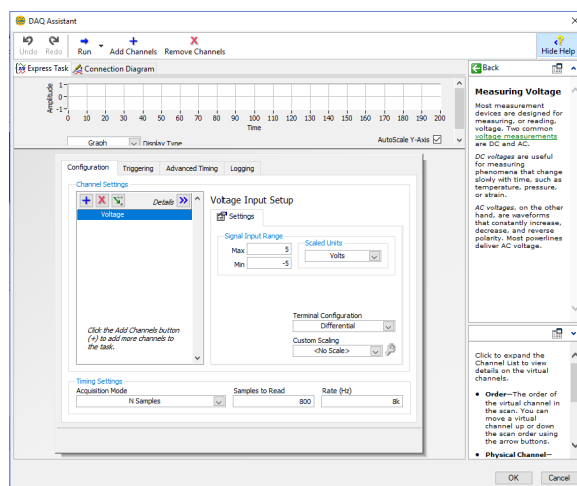 DAQ Assistant
Undo Redo Run Add Channels Remove Channels Hide Help
Express Task Connection Diagram
Amplitude
1
0
-1
0 10 20 30 40 50 60 70 80 90 100 110 120 130 140 150 160 170 180 190 200
Time
Graph Display Type AutoScale Y-Axis
Configuration Triggering Advanced Timing Logging
Channel Settings
Details
Voltage
Click the Add Channels button
(+) to add more channels to
the task.
Voltage Input Setup
Settings
Signal Input Range
Max 5
Min -5
Scaled Units
Volts
Terminal Configuration
Differential
Custom Scaling
<No Scale>
Timing Settings
Acquisition Mode Samples to Read Rate (Hz)
N Samples 800 8k
Back
Measuring Voltage
Most measurement
devices are designed for
measuring, or reading,
voltage. Two common
voltage measurements
are DC and AC.
DC voltages are useful
for measuring
phenomena that change
slowly with time, such as
temperature, pressure,
or strain.
AC voltages, on the other
hand, are waveforms
that constantly increase,
decrease, and reverse
polarity. Most powerlines
deliver AC voltage.
Click to expand the
Channel List to view
details on the virtual
channels.
• Order—The order of
the virtual channel in
the scan. You can
move a virtual
channel up or down
the scan order using
the arrow buttons.
• Physical Channel—
OK Cancel